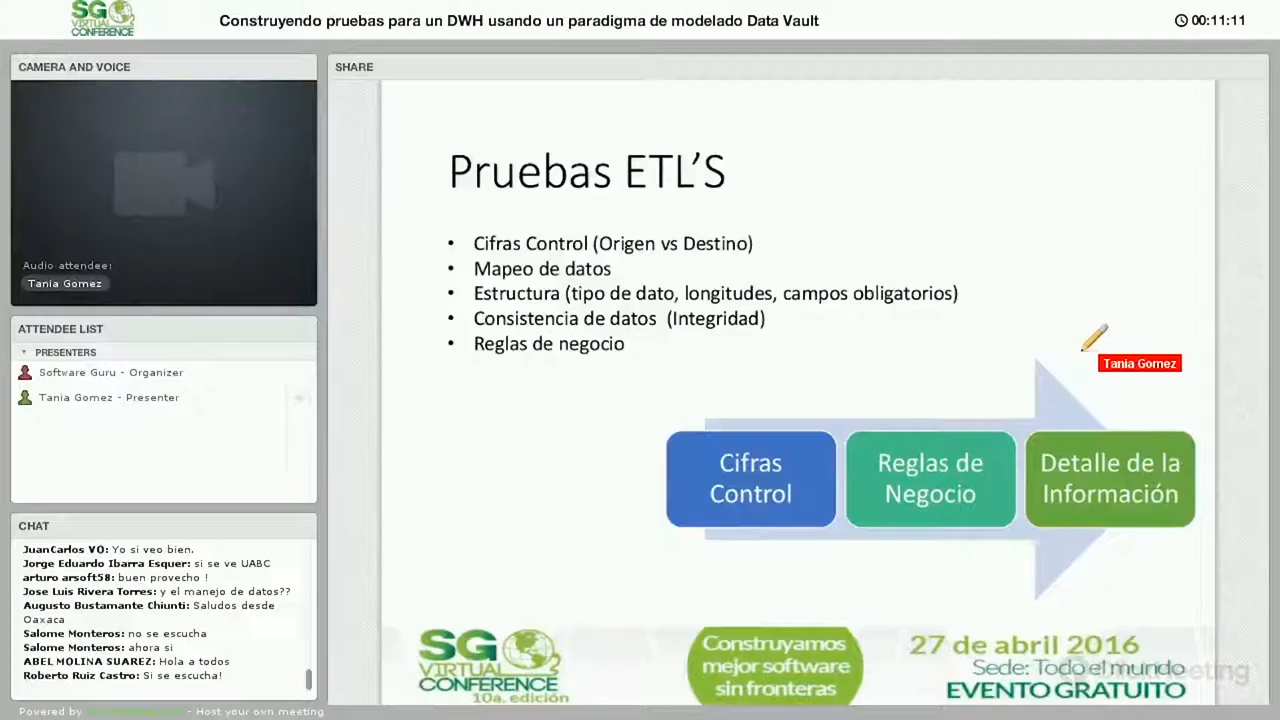 SG
VIRTUAL
CONFERENCE
Construyendo pruebas para un DWH usando un paradigma de modelado Data Vault
00:11:11
CAMERA AND VOICE
Audio attendee:
Tania Gomez
ATTENDEE LIST
PRESENTERS
Software Guru - Organizer
Tania Gomez - Presenter
CHAT
JuanCarlos VO: Yo si veo bien.
Jorge Eduardo Ibarra Esquer: si se ve UABC
arturo arsoft58: buen provecho !
Jose Luis Rivera Torres: y el manejo de datos??
Augusto Bustamante Chiunti: Saludos desde
Oaxaca
Salome Monteros: no se escucha
Salome Monteros: ahora si
ABEL MOLINA SUAREZ: Hola a todos
Roberto Ruiz Castro: Si se escucha!
Powered by - Host your own meeting
SHARE
Pruebas ETL’S
• Cifras Control (Origen vs Destino)
• Mapeo de datos
• Estructura (tipo de dato, longitudes, campos obligatorios)
• Consistencia de datos (Integridad)
• Reglas de negocio
Tania Gomez
Cifras
Control
Reglas de
Negocio
Detalle de la
Información
SG
VIRTUAL
CONFERENCE
10a. edición
Construyamos
mejor software
sin fronteras
27 de abril 2016
Sede: Todo el mundo
EVENTO GRATUITO